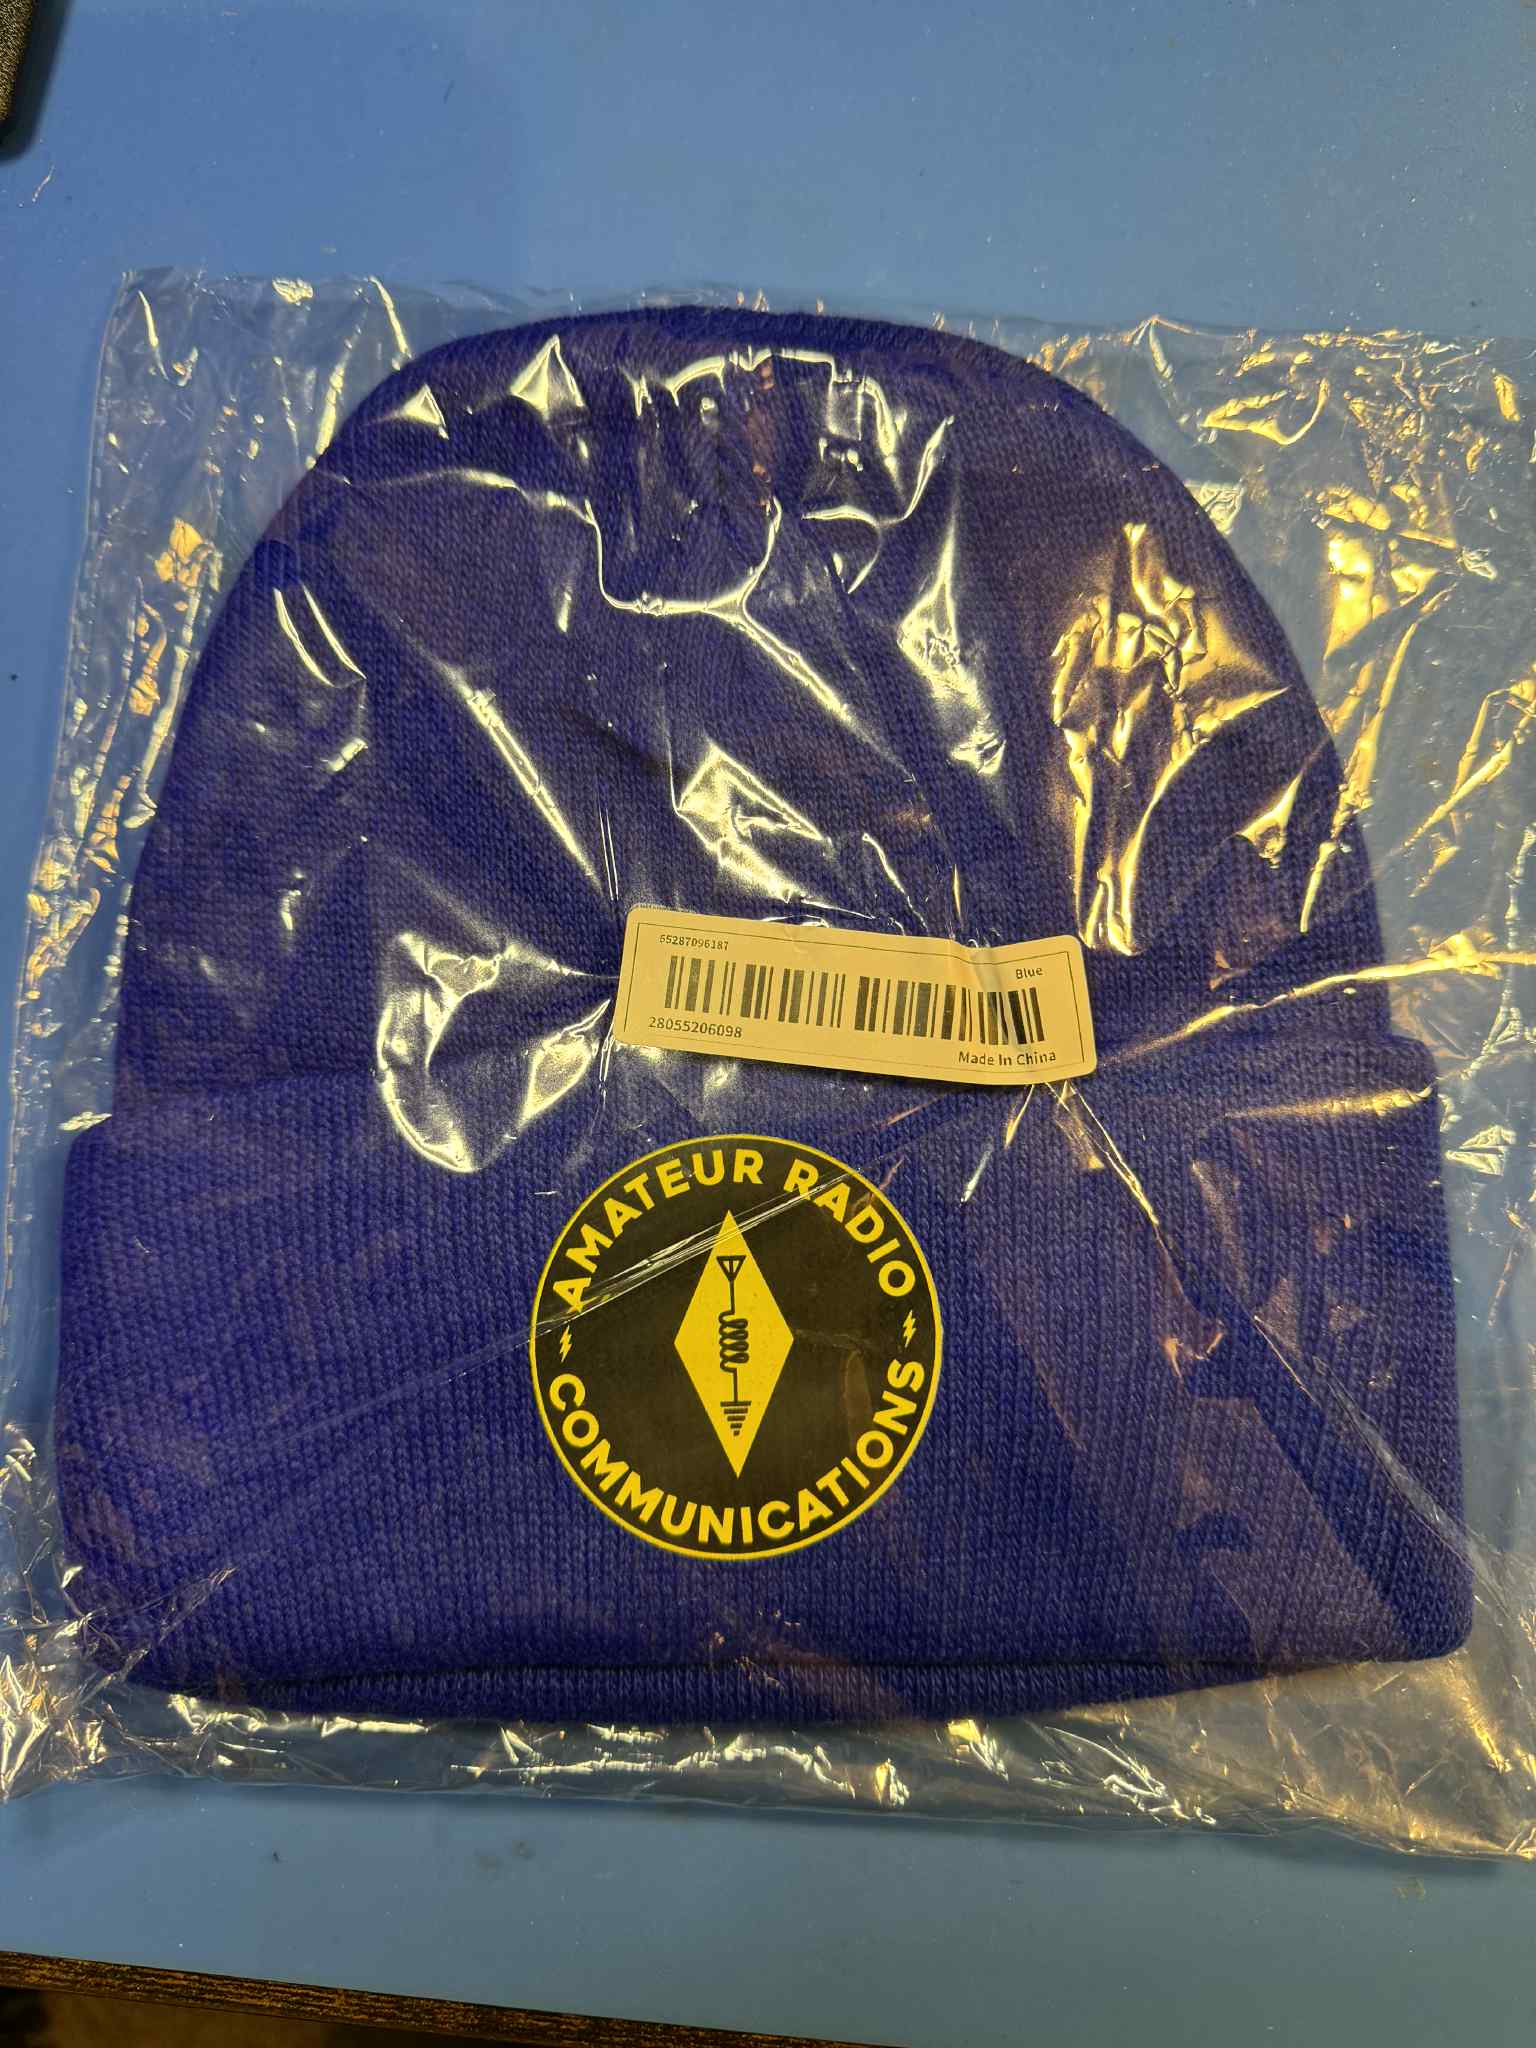 65287096187
Blue
28055206098
Made In China
AMATEUR RADIO
COMMUNICATIONS